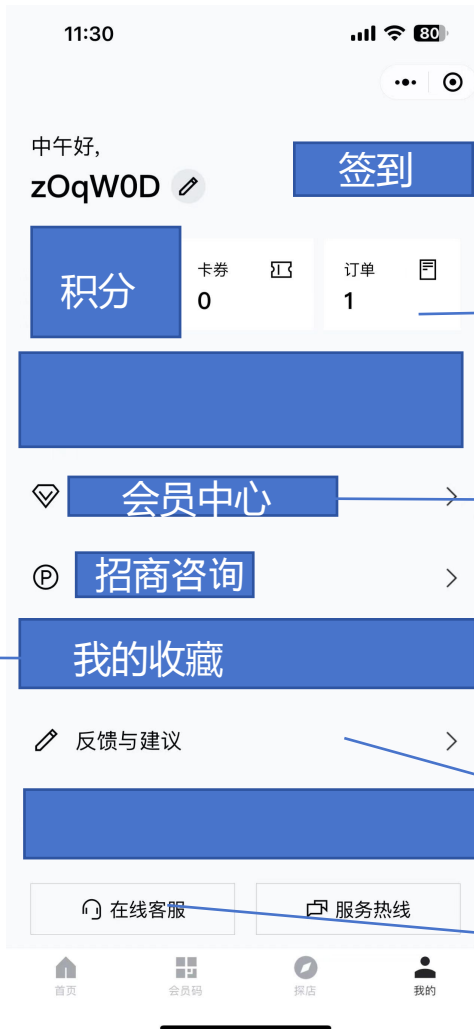 11:30
80
中午好,
zOqW0D
签到
积分
卡券
0
订单
1
会员中心
招商咨询
我的收藏
反馈与建议
在线客服
服务热线
首页
会员码
探店
我的